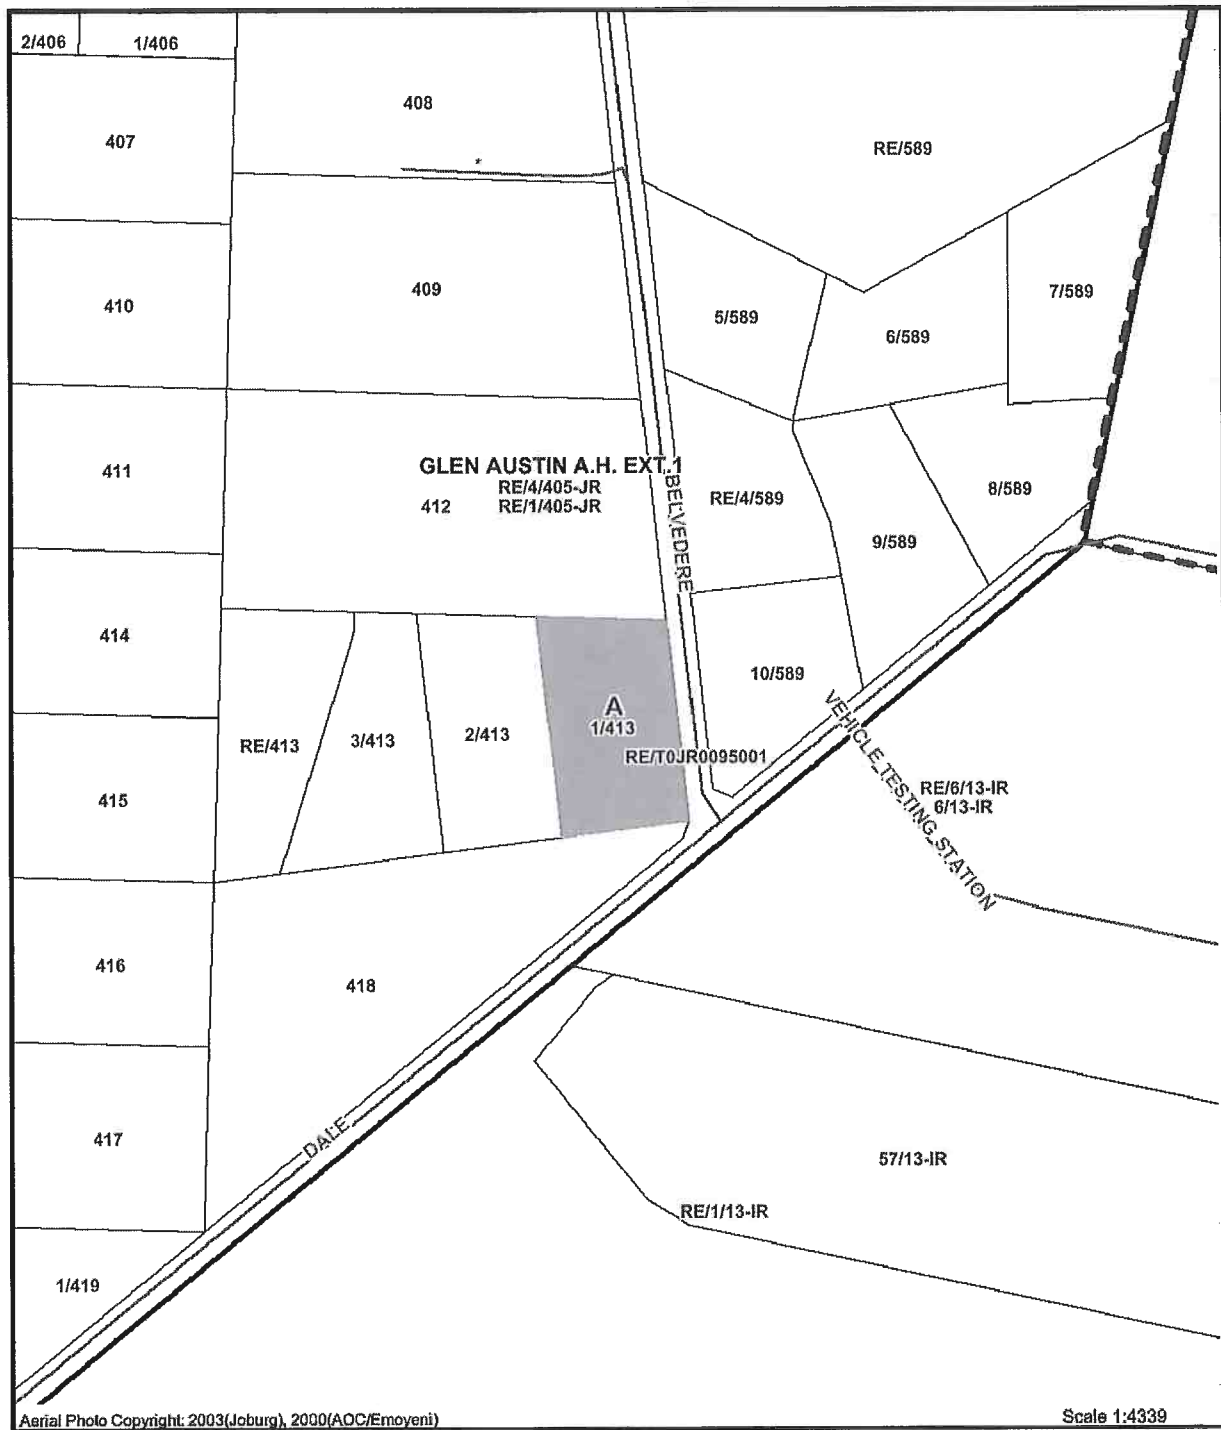 2/406
1/406
408
407
RE/589
*
410
409
5/589
6/589
7/589
411
GLEN AUSTIN A.H. EXT.1
RE/4/405-JR
412 RE/1/405-JR
BELVEDERE
RE/4/589
8/589
9/589
414
10/589
RE/413
3/413
2/413
A
1/413
RE/T0JR0095001
VEHICLE_TESTING_STATION
RE/6/13-IR
6/13-IR
415
416
418
417
DALE
57/13-IR
RE/1/13-IR
1/419
Aerial Photo Copyright: 2003(Joburg), 2000(AOC/Emoyeni)
Scale 1:4339